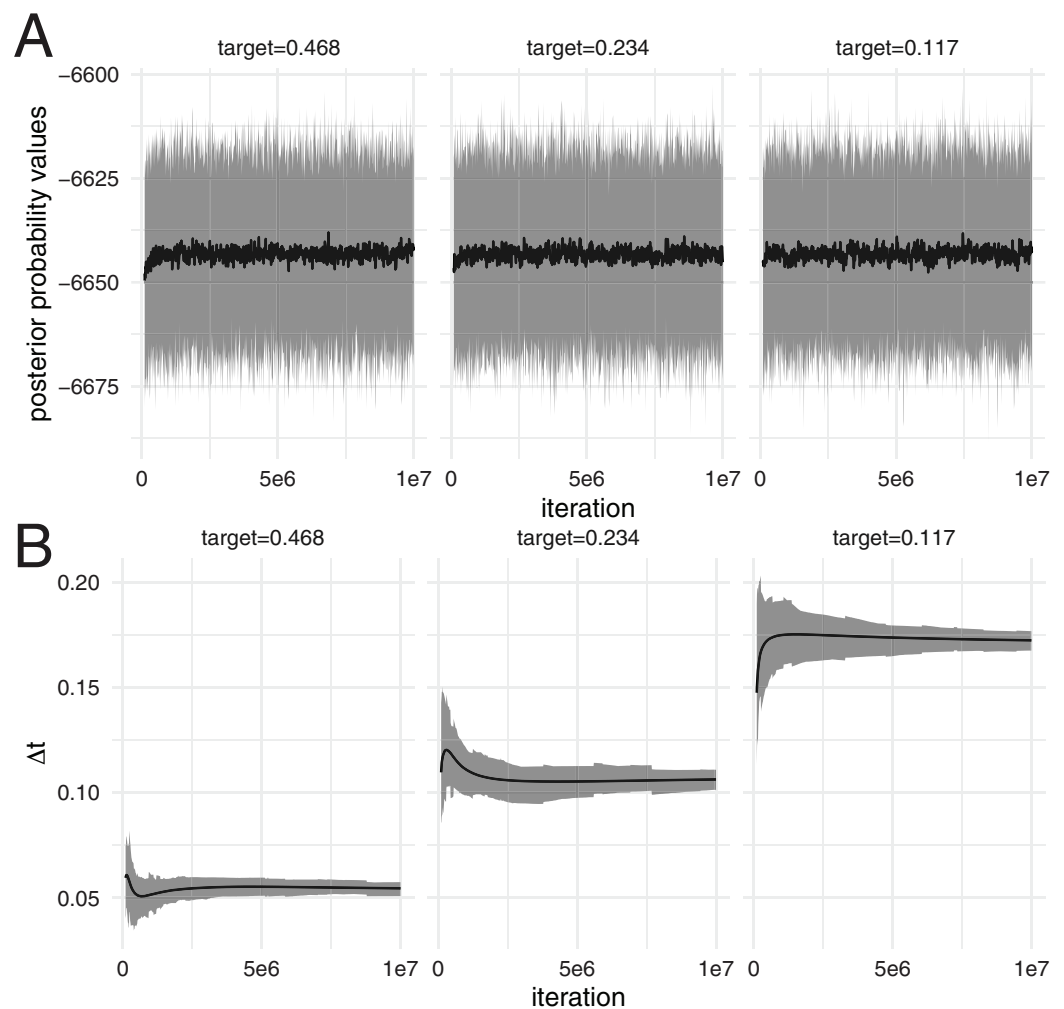 A
target=0.468 target=0.234 target=0.117
posterior probability values
−6600
−6625
−6650
−6675
0 5e6 1e7 0 5e6 1e7 0 5e6 1e7
iteration
B
target=0.468 target=0.234 target=0.117
Δt
0.20
0.15
0.10
0.05
0 5e6 1e7 0 5e6 1e7 0 5e6 1e7
iteration